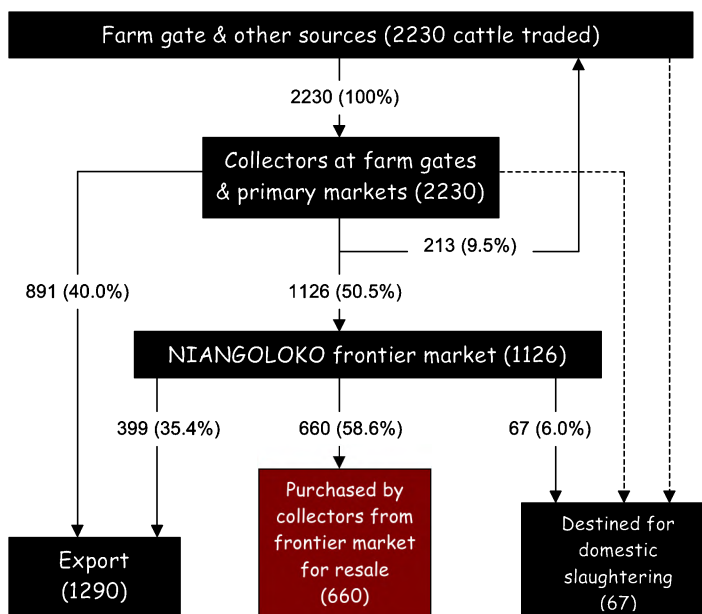 Farm gate & other sources (2230 cattle traded)
2230 (100%)
Collectors at farm gates
& primary markets (2230)
213 (9.5%)
891 (40.0%)
1126 (50.5%)
NIANGOLOKO frontier market (1126)
399 (35.4%)
660 (58.6%)
67 (6.0%)
Purchased by
collectors from
frontier market
for resale
(660)
Destined for
domestic
slaughtering
(67)
Export
(1290)